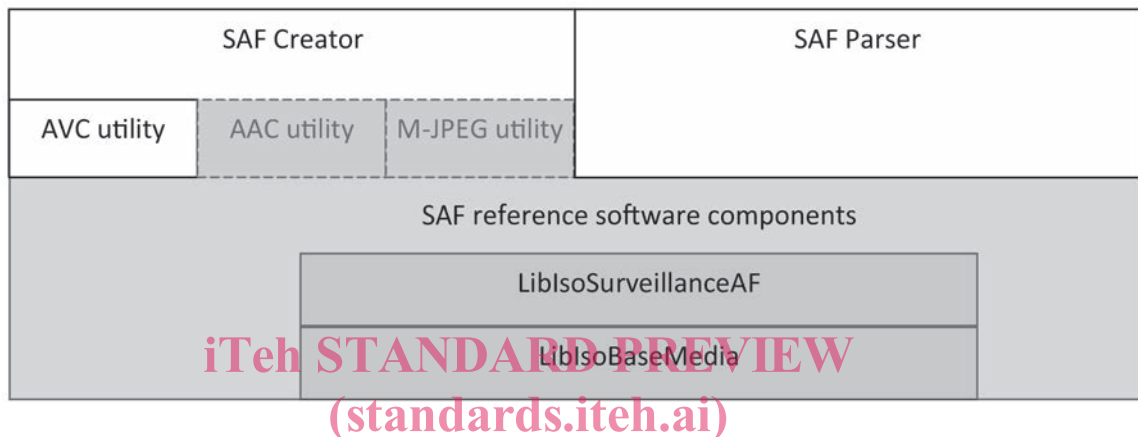 SAF Creator
SAF Parser
AVC utility
AAC utility
M-JPEG utility
SAF reference software components
LibIsoSurveillanceAF
LibIsoBaseMedia
iTeh STANDARD PREVIEW
(standards.iteh.ai)